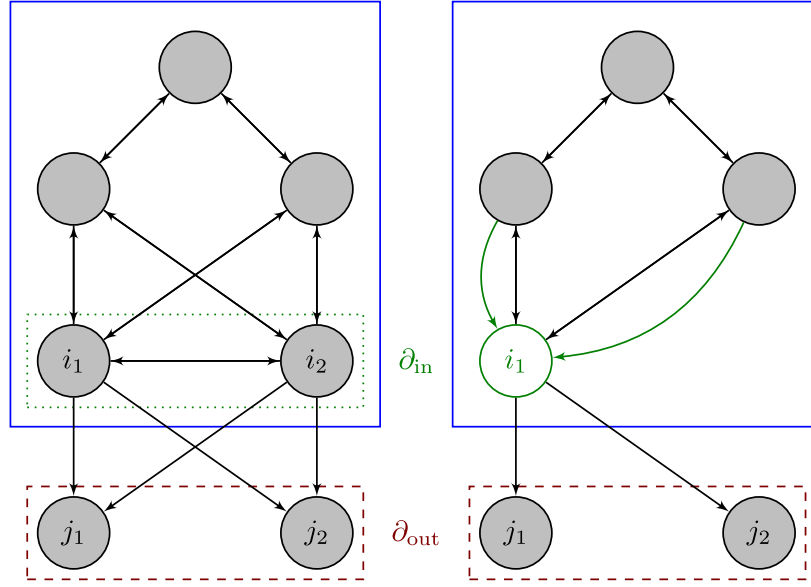 i₁ i₂ ∂in i₁
j₁ j₂ ∂out j₁ j₂